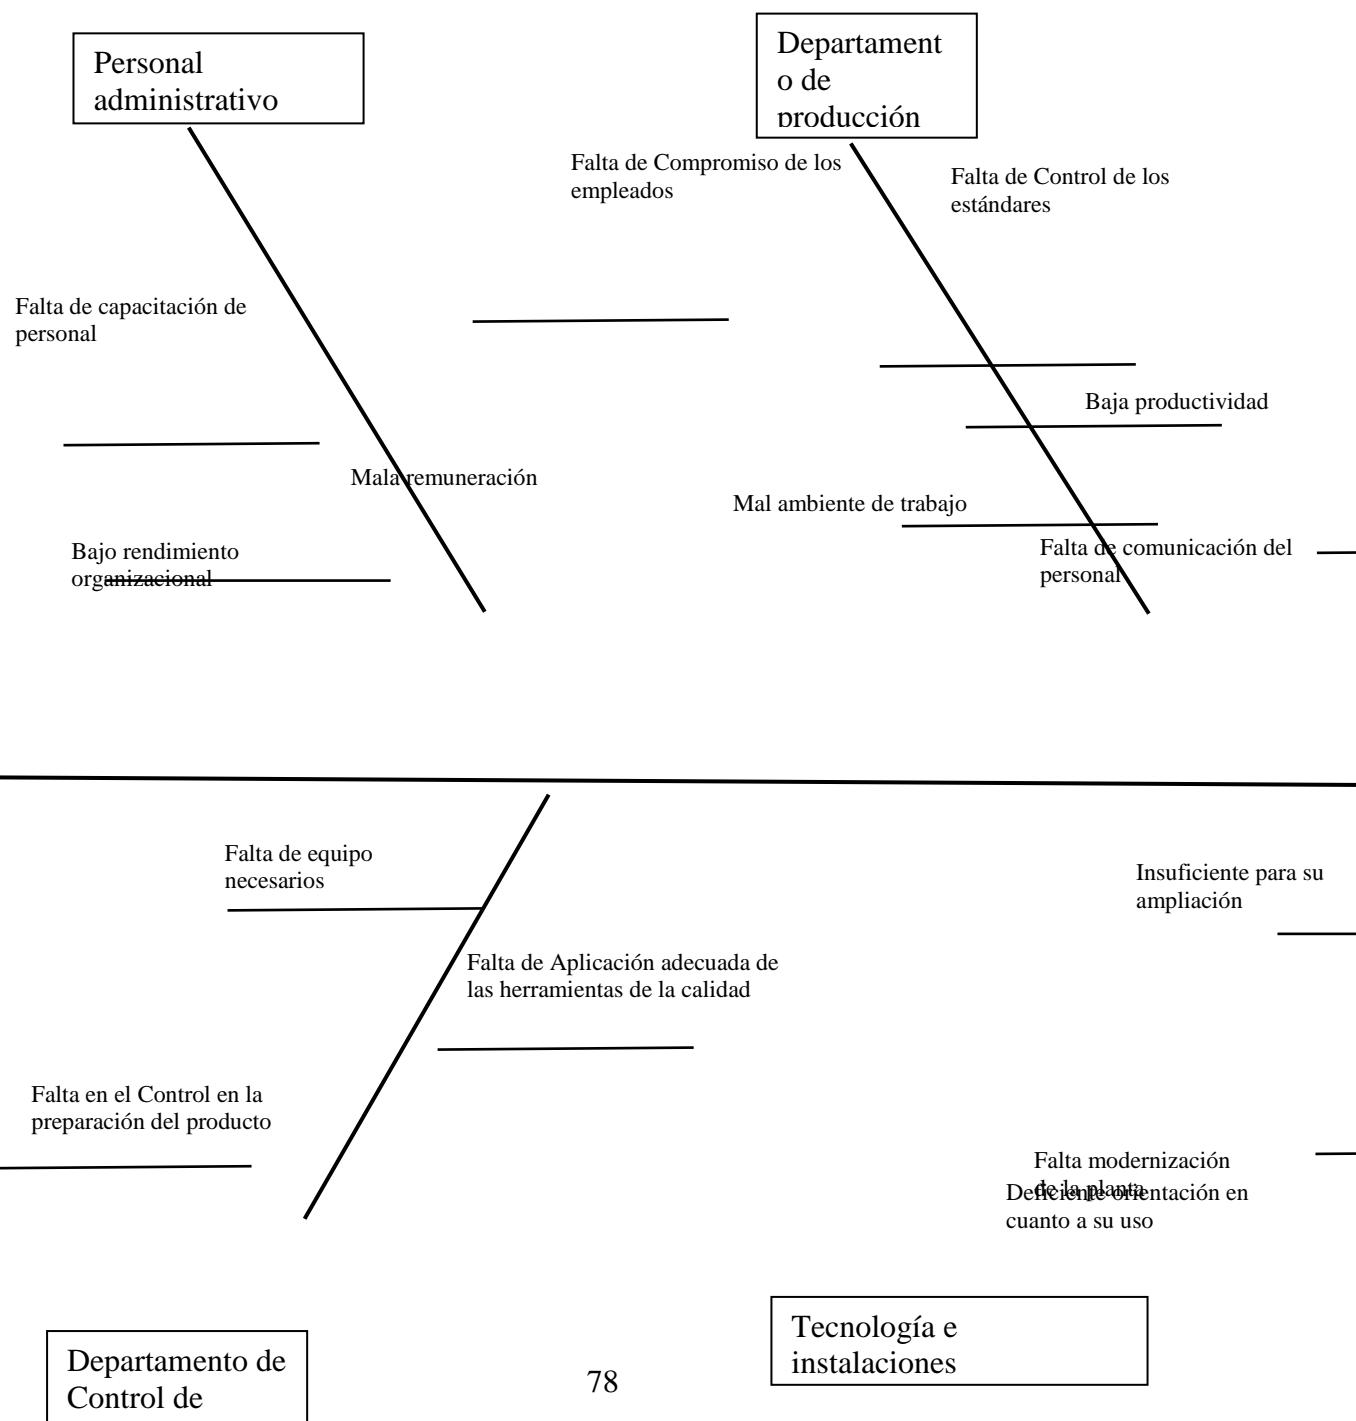 Personal
administrativo
Departament
o de
producción
Falta de Compromiso de los
empleados
Falta de Control de los
estándares
Falta de capacitación de
personal
Baja productividad
Mala remuneración
Mal ambiente de trabajo
Bajo rendimiento
organizacional
Falta de comunicación del
personal
Falta de equipo
necesarios
Insuficiente para su
ampliación
Falta de Aplicación adecuada de
las herramientas de la calidad
Falta en el Control en la
preparación del producto
Falta modernización
de la planta
Deficiente orientación en
cuanto a su uso
Tecnología e
instalaciones
Departamento de
Control de
78